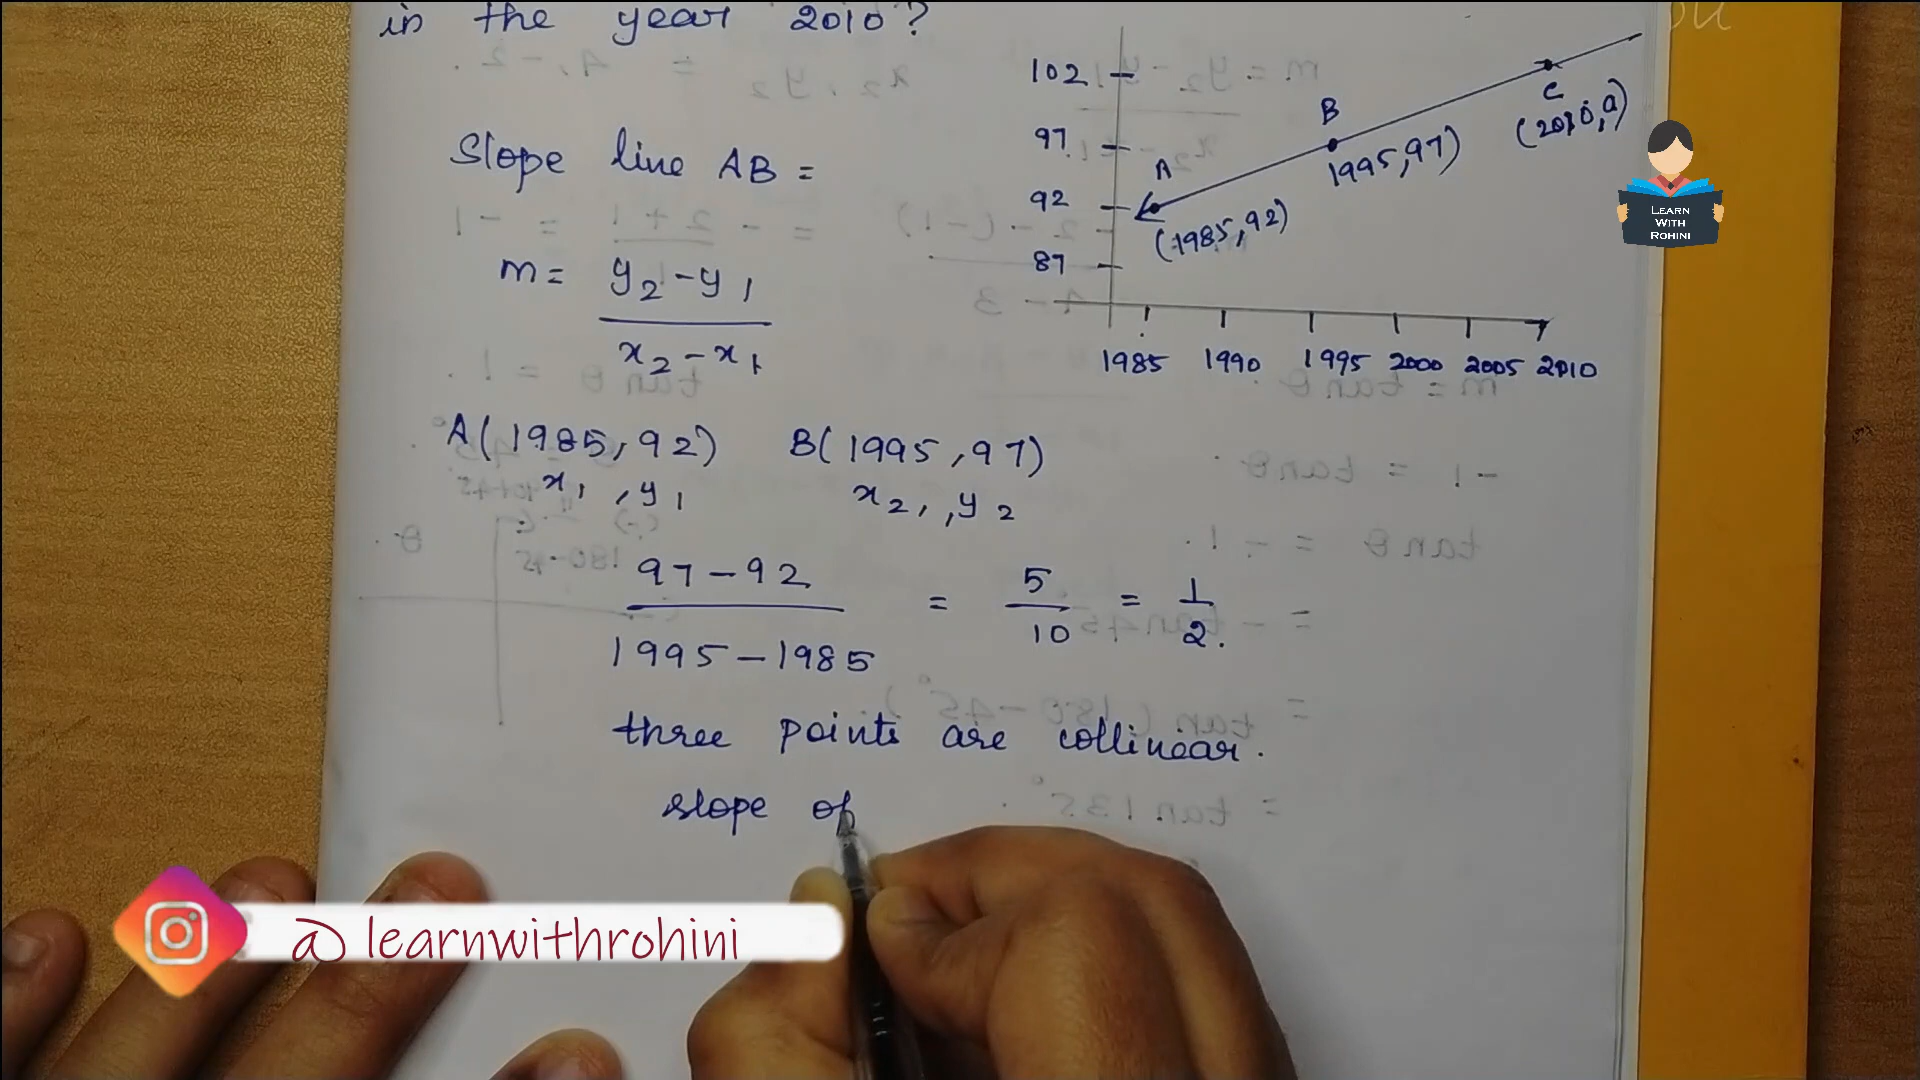 in the year 2010?
102
97
92
87
A
B
C
(1985,92)
1995,97)
(2010,a)
1985 1990 1995 2000 2005 2010
Slope line AB =
m= y2-y1
x2-x1
A(1985,92) B(1995,97)
x1,y1 x2,,y2
97-92 = 5 = 1
1995-1985 10 2.
three points are collinear.
slope of
LEARN
WITH
ROHINI
@learnwithrohini